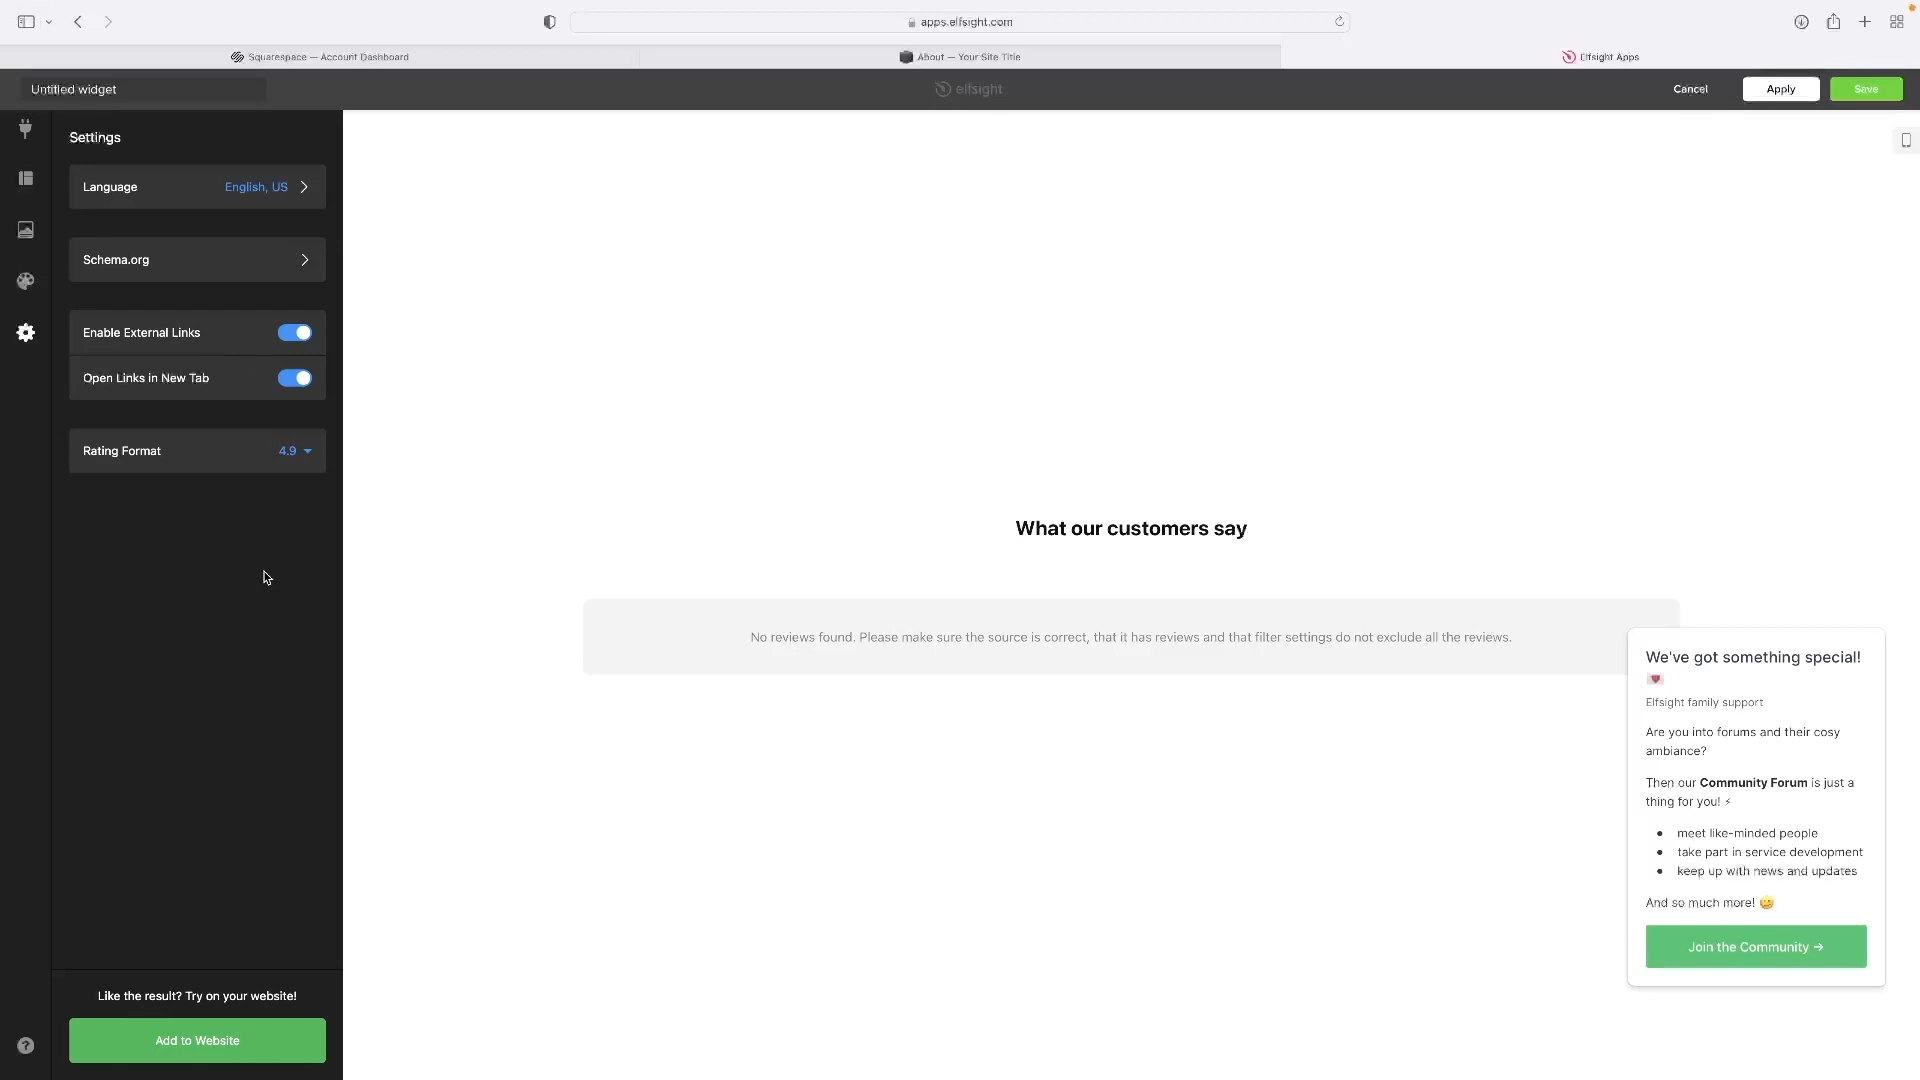 apps.elfsight.com
Squarespace — Account Dashboard
About — Your Site Title
Elfsight Apps
Untitled widget
elfsight
Cancel
Apply
Save
Settings
Language
English, US
Schema.org
Enable External Links
Open Links in New Tab
Rating Format
4.9
What our customers say
No reviews found. Please make sure the source is correct, that it has reviews and that filter settings do not exclude all the reviews.
We've got something special!
💌
Elfsight family support
Are you into forums and their cosy
ambiance?
Then our Community Forum is just a
thing for you! ⚡
• meet like-minded people
• take part in service development
• keep up with news and updates
And so much more! 😀
Join the Community →
Like the result? Try on your website!
Add to Website
?